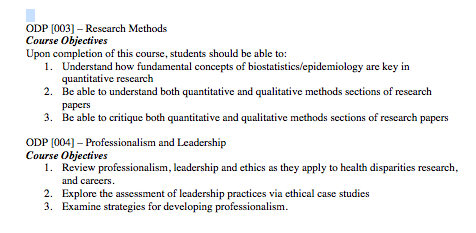 ODP [003] – Research Methods
Course Objectives
Upon completion of this course, students should be able to:
1. Understand how fundamental concepts of biostatistics/epidemiology are key in
quantitative research
2. Be able to understand both quantitative and qualitative methods sections of research
papers
3. Be able to critique both quantitative and qualitative methods sections of research papers
ODP [004] – Professionalism and Leadership
Course Objectives
1. Review professionalism, leadership and ethics as they apply to health disparities research,
and careers.
2. Explore the assessment of leadership practices via ethical case studies
3. Examine strategies for developing professionalism.